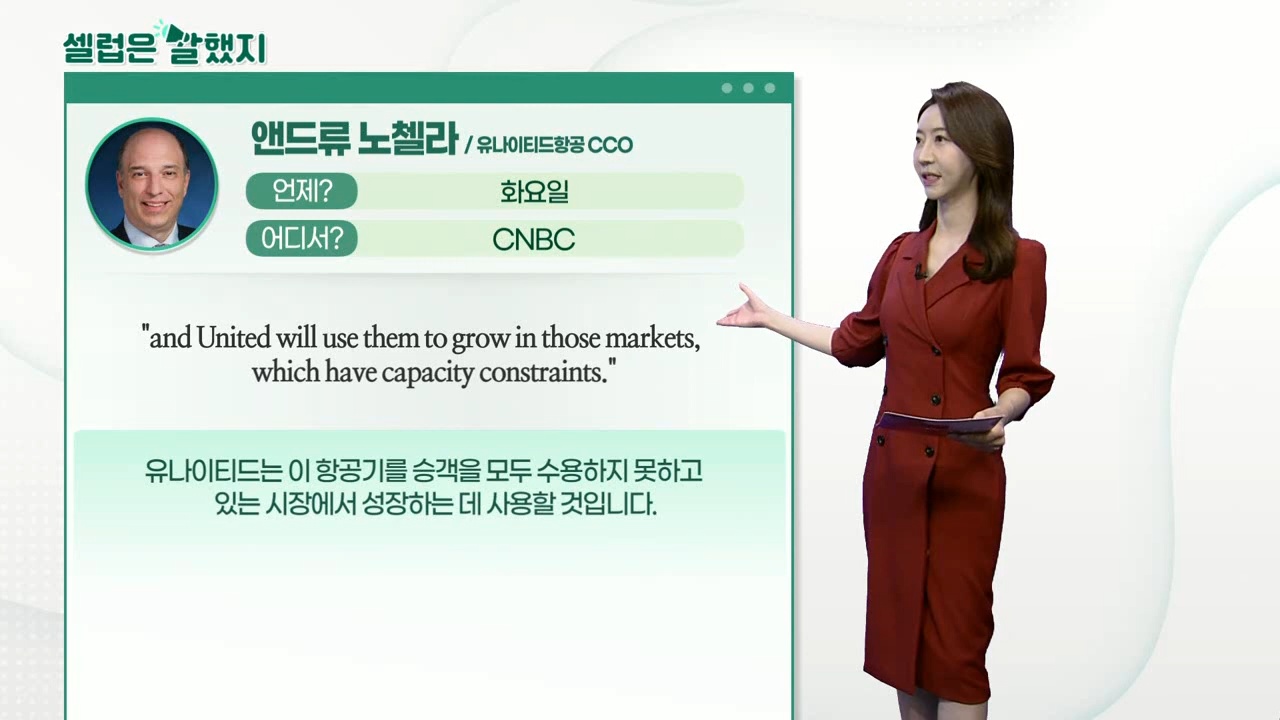 셀럽은 말했지
앤드류 노첼라 / 유나이티드항공 CCO
언제? 화요일
어디서? CNBC
"and United will use them to grow in those markets,
which have capacity constraints."
유나이티드는 이 항공기를 승객을 모두 수용하지 못하고
있는 시장에서 성장하는 데 사용할 것입니다.